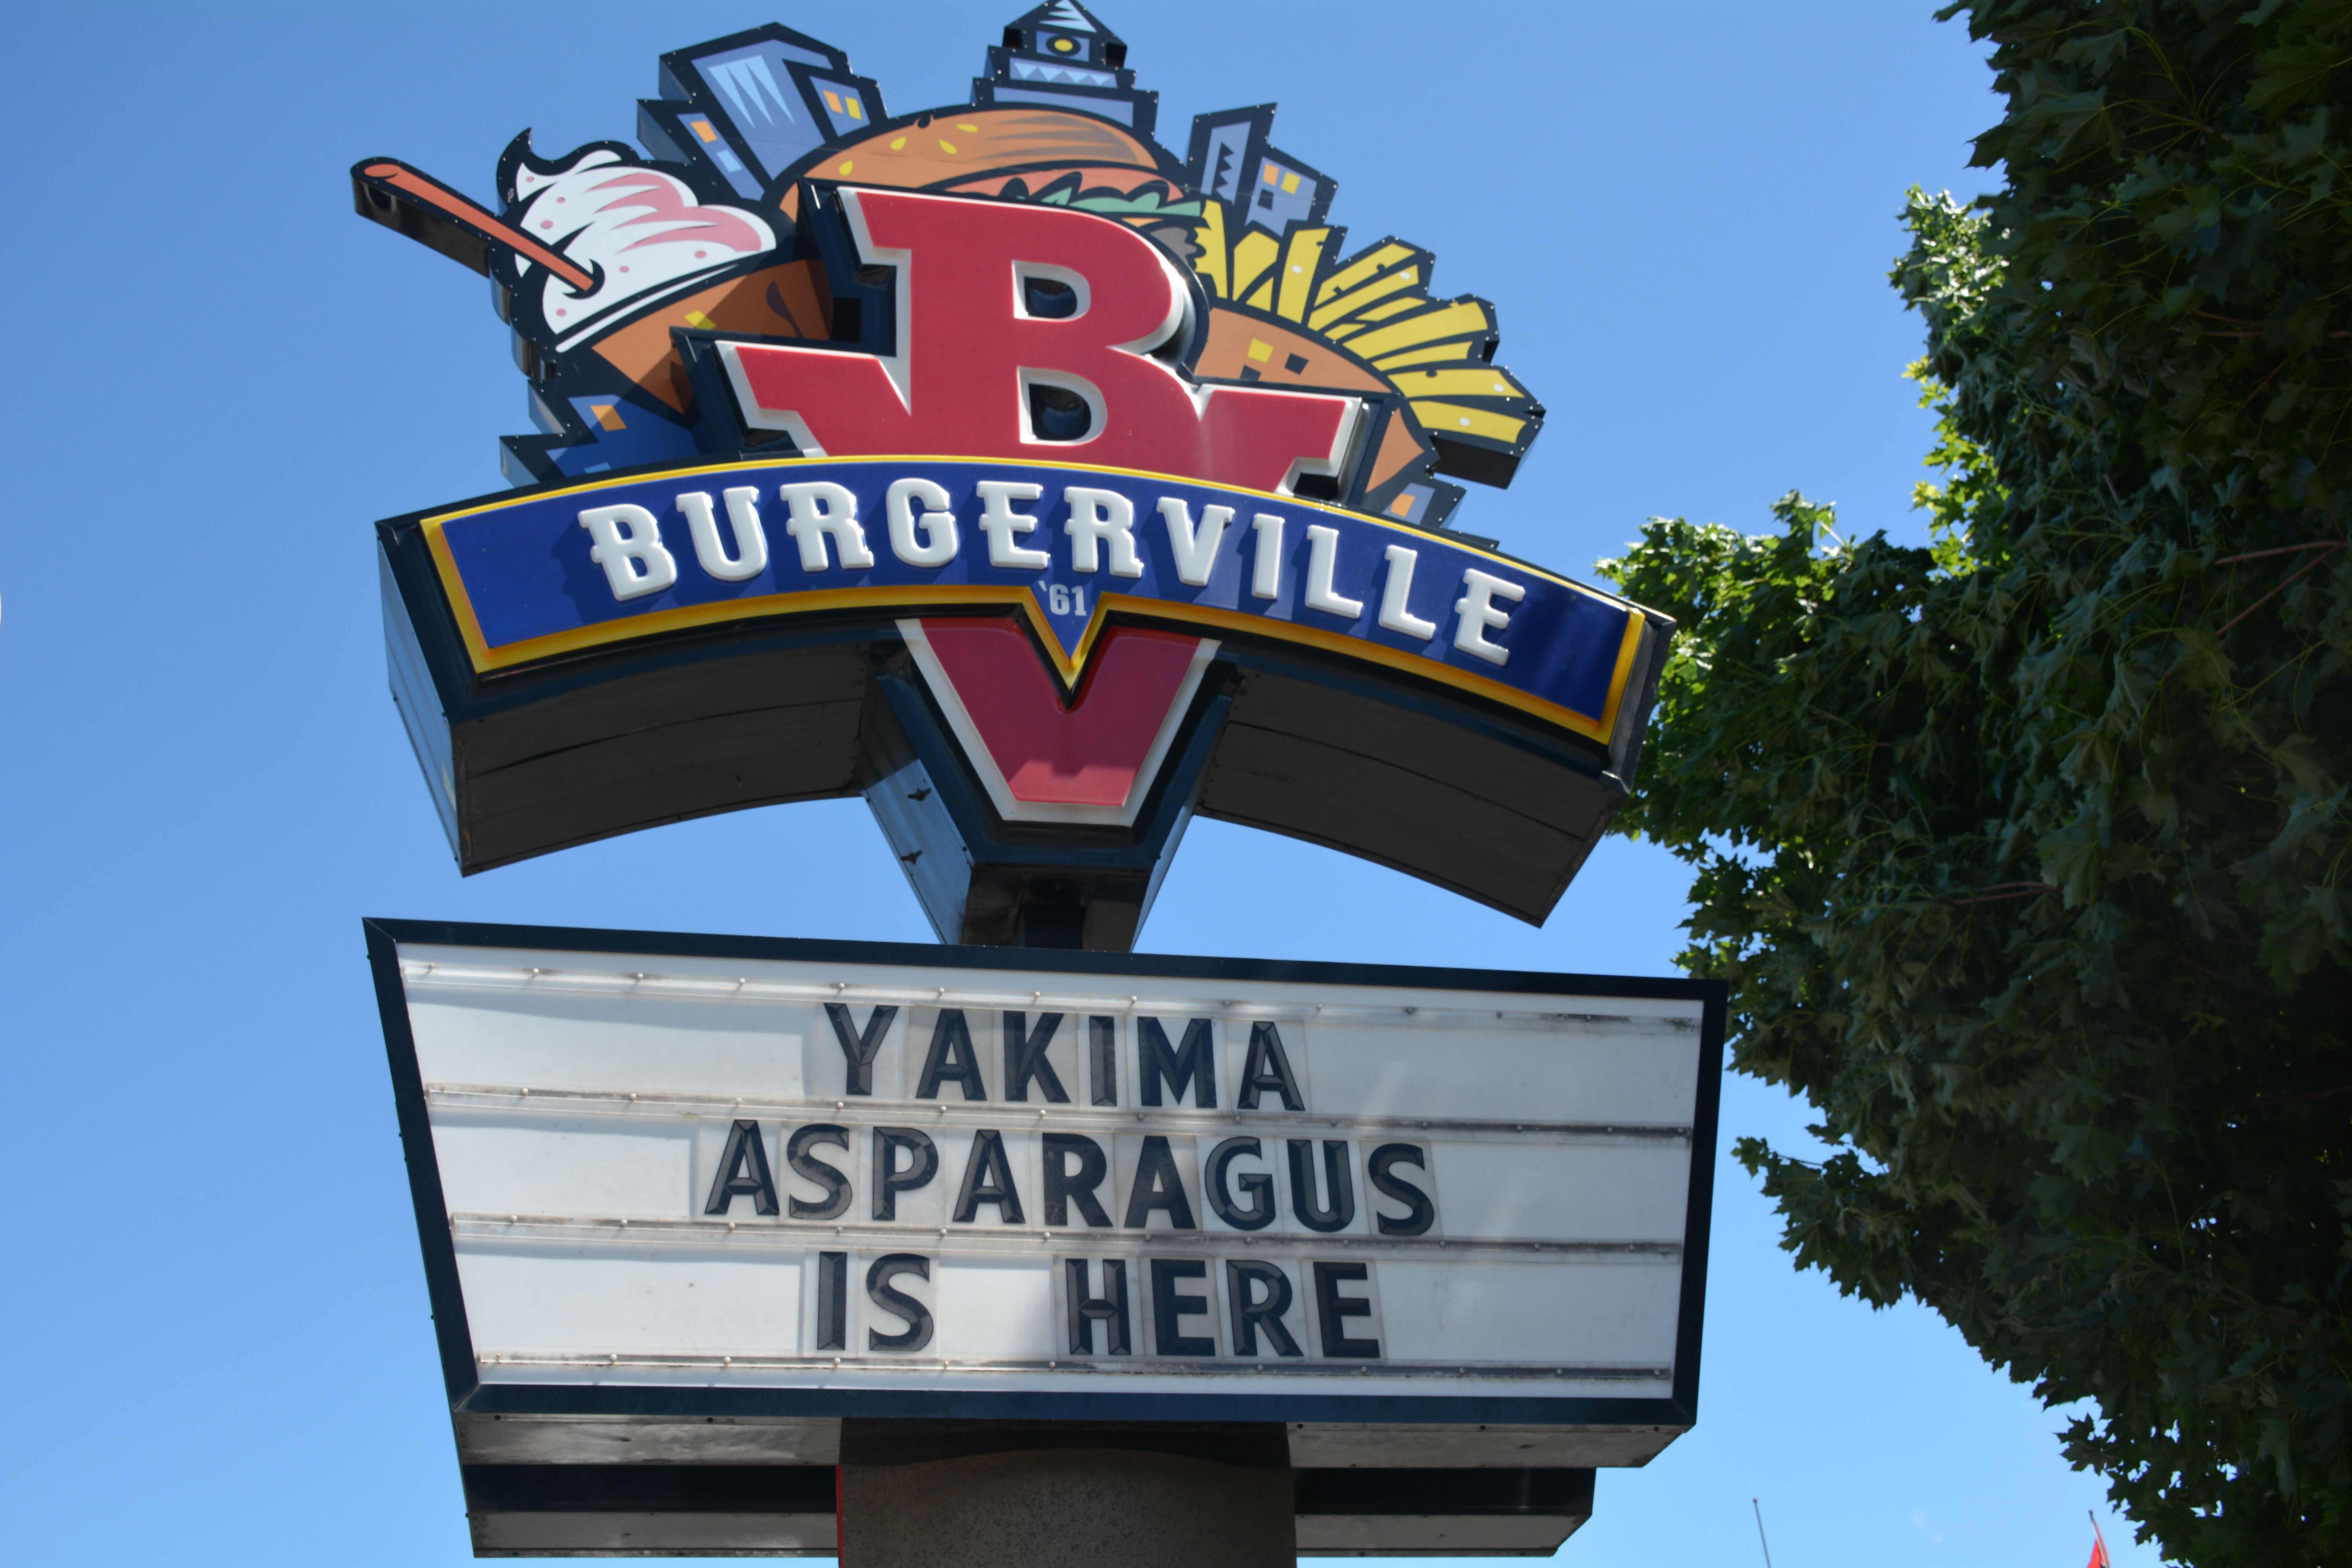 B
BURGERVILLE
`61
V
YAKIMA
ASPARAGUS
IS HERE